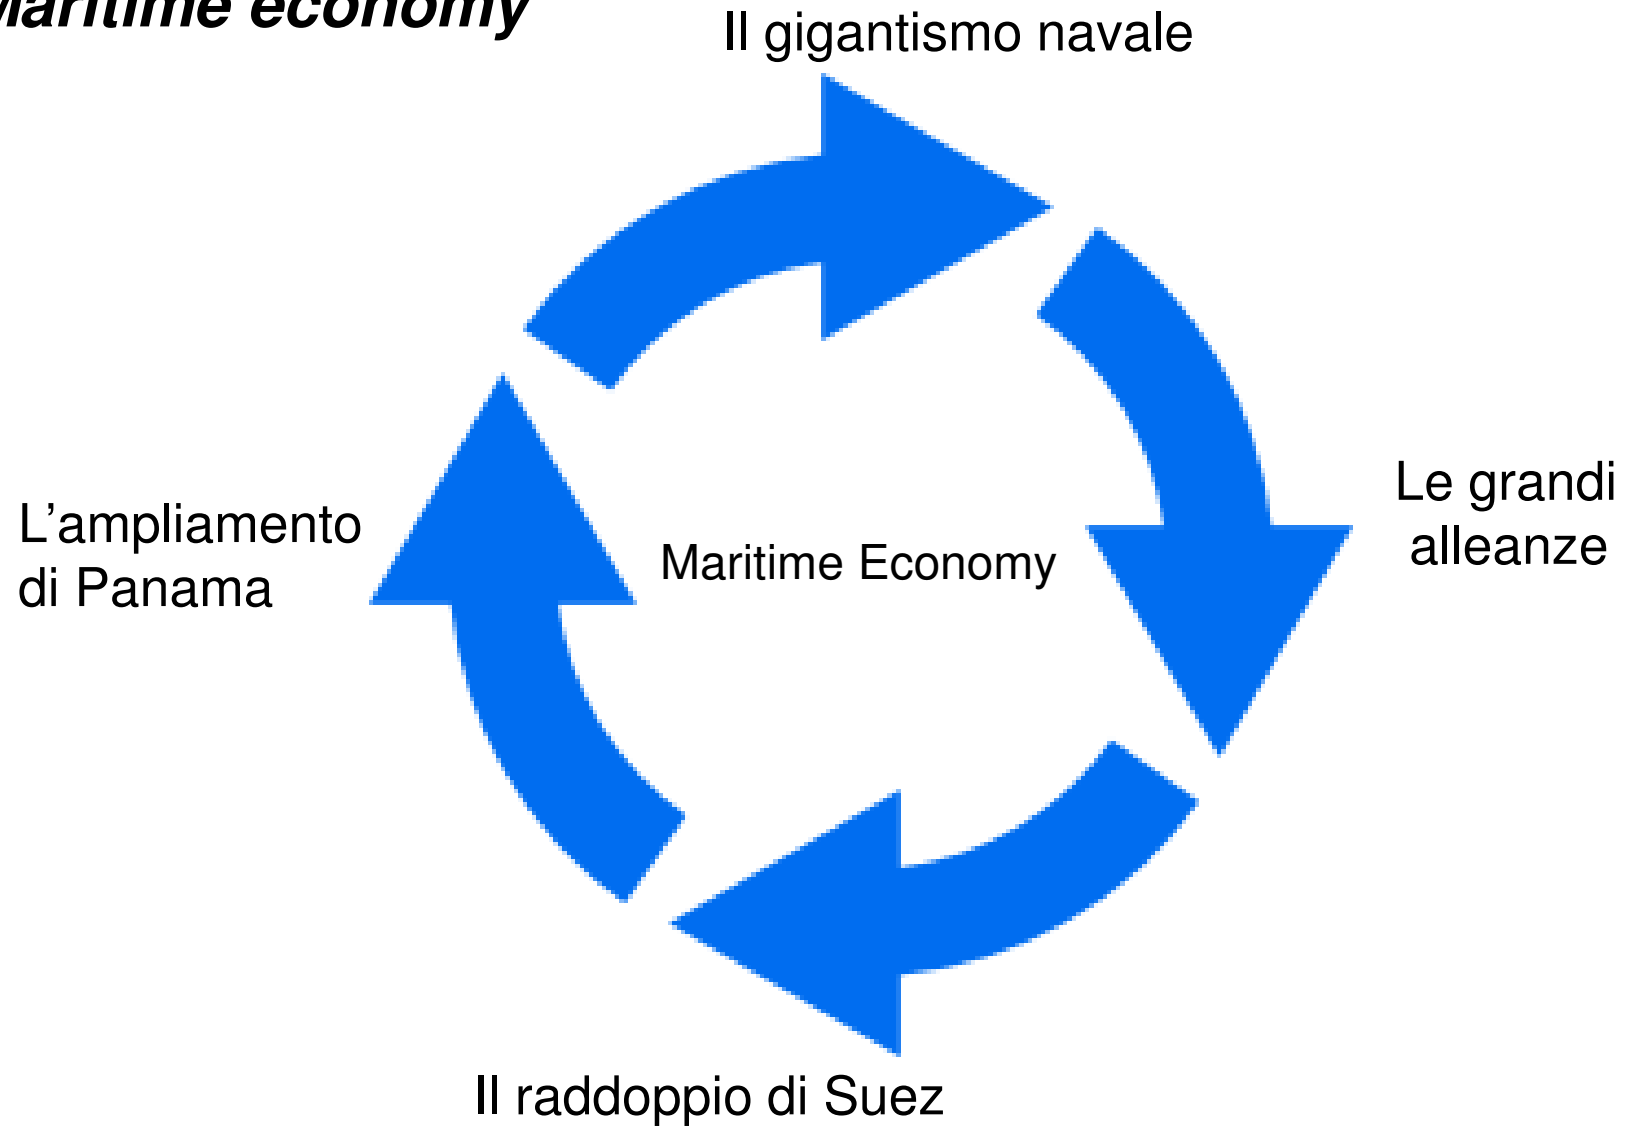 Maritime economy
Il gigantismo navale
Le grandi
alleanze
L'ampliamento
di Panama
Maritime Economy
Il raddoppio di Suez